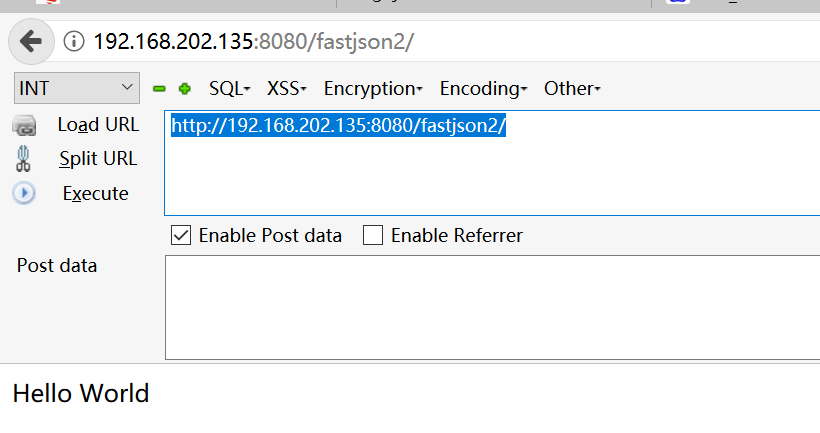 192.168.202.135:8080/fastjson2/
INT SQL XSS Encryption Encoding Other
Load URL http://192.168.202.135:8080/fastjson2/
Split URL
Execute
Enable Post data Enable Referrer
Post data
Hello World